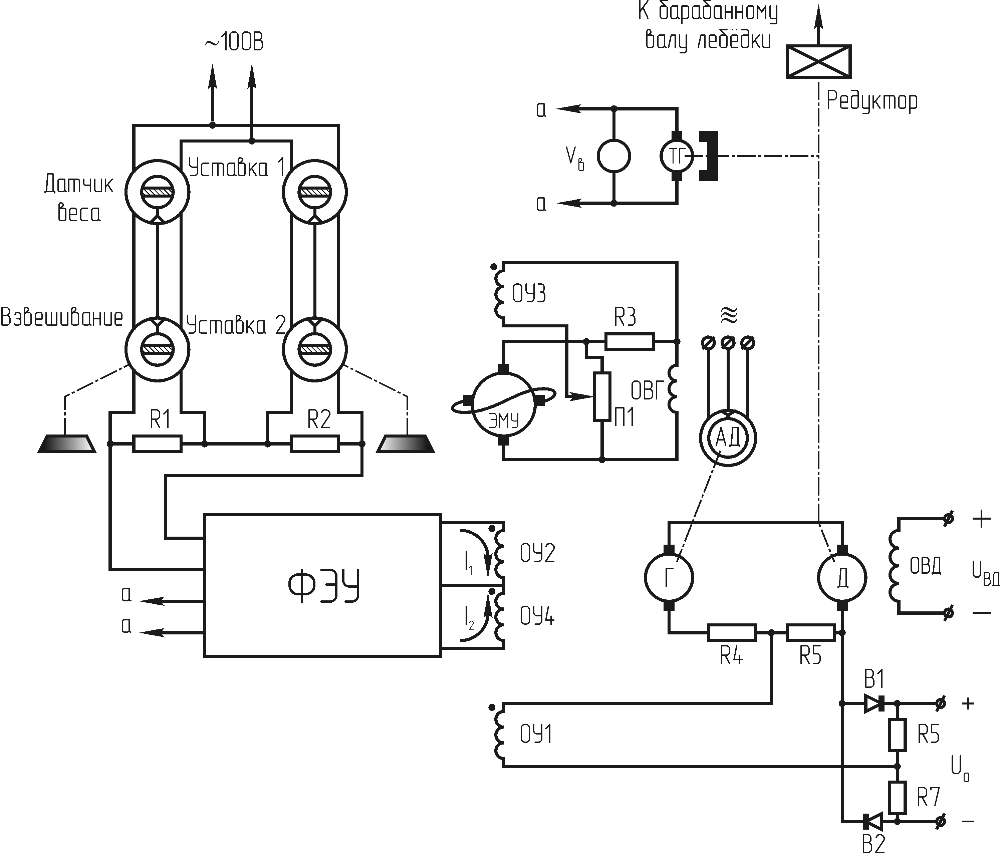 ~100В
К барабанному
валу лебёдки
Редуктор
а
Vв
ТГ
а
Датчик
веса
Уставка 1
Взвешивание
Уставка 2
R1
R2
ОУ3
R3
≋
ЭМУ
П1
ОВГ
АД
ФЭУ
а
а
I1
ОУ2
I2
ОУ4
Г
Д
ОВД
+
UВД
−
R4
R5
В1
+
ОУ1
R5
Uо
R7
−
В2